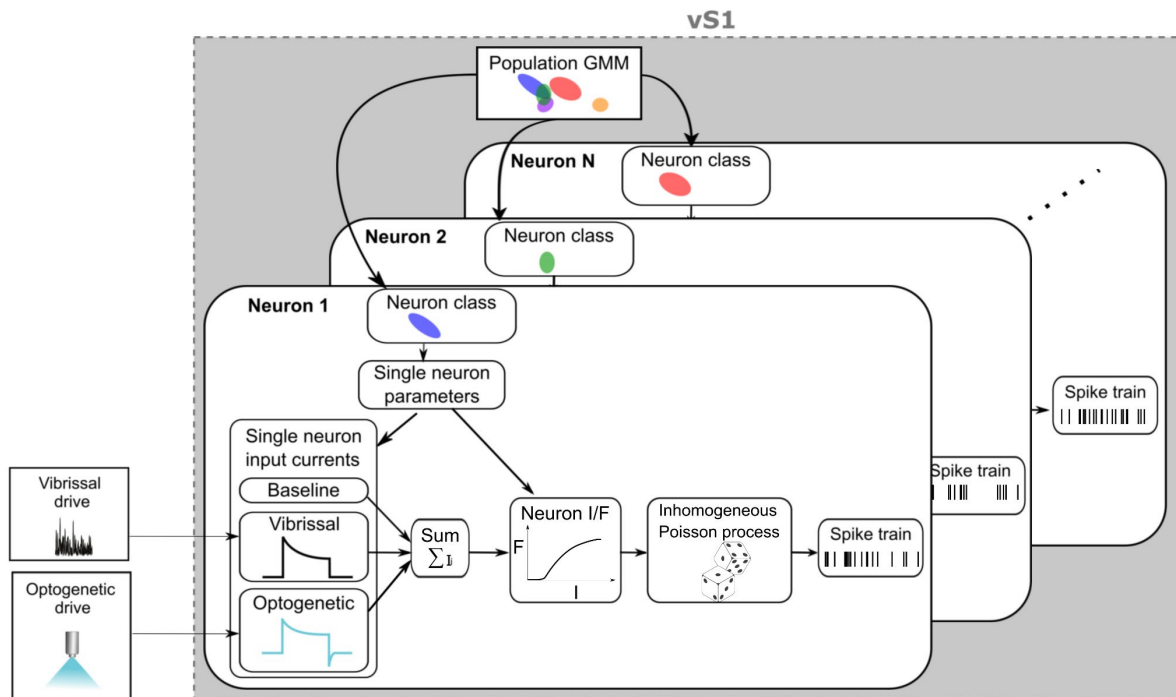 vS1
Population GMM
Neuron N
Neuron class
Neuron 2
Neuron class
Neuron 1
Neuron class
Single neuron
parameters
Single neuron
input currents
Baseline
Vibrissal
Optogenetic
Vibrissal
drive
Optogenetic
drive
Sum
Neuron I/F
F
I
Inhomogeneous
Poisson process
Spike train
Spike train
Spike train